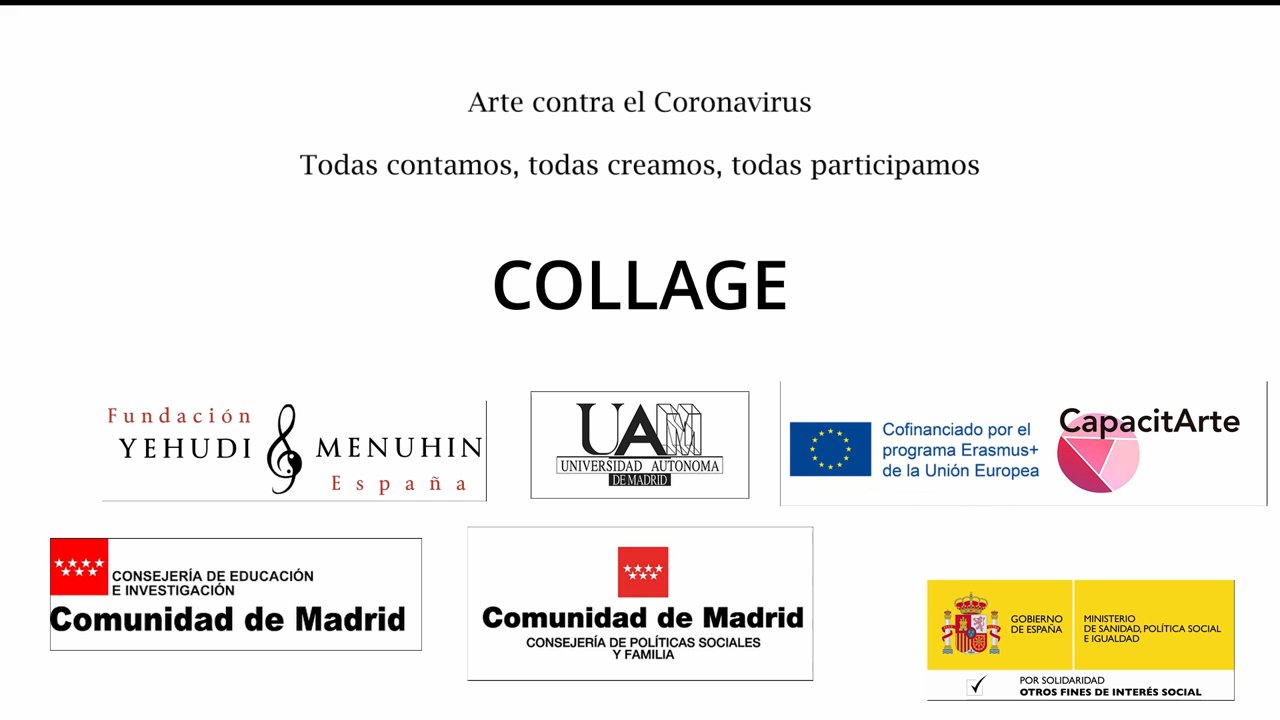 Arte contra el Coronavirus
Todas contamos, todas creamos, todas participamos
COLLAGE
Fundación
YEHUDI MENUHIN
España
UAM
UNIVERSIDAD AUTONOMA
DE MADRID
Cofinanciado por el
programa Erasmus+
de la Unión Europea
CapacitArte
CONSEJERÍA DE EDUCACIÓN
E INVESTIGACIÓN
Comunidad de Madrid
Comunidad de Madrid
CONSEJERÍA DE POLÍTICAS SOCIALES
Y FAMILIA
GOBIERNO
DE ESPAÑA
MINISTERIO
DE SANIDAD, POLÍTICA SOCIAL
E IGUALDAD
POR SOLIDARIDAD
OTROS FINES DE INTERÉS SOCIAL